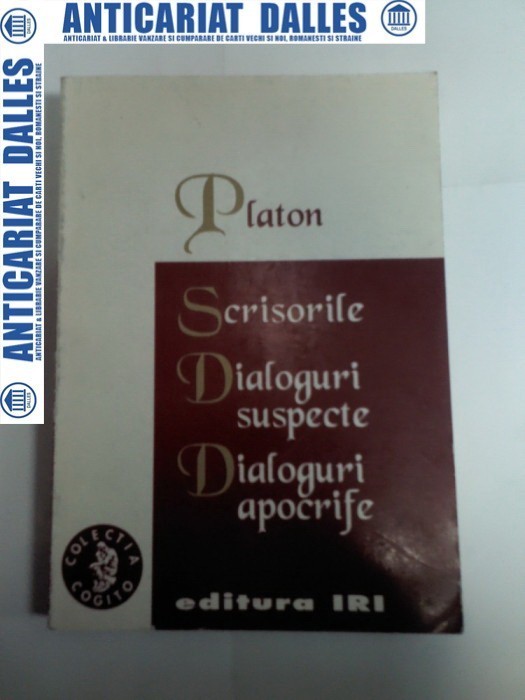 ANTICARIAT DALLES
ANTICARIAT & LIBRARIE VANZARE SI CUMPARARE DE CARTI VECHI SI NOI, ROMANESTI SI STRAINE
DALLES
ANTICARIAT DALLES
ANTICARIAT & LIBRARIE VANZARE SI CUMPARARE DE CARTI VECHI SI NOI, ROMANESTI SI STRAINE
DALLES
Platon
Scrisorile
Dialoguri
suspecte
Dialoguri
apocrife
COLECTIA
COGITO
editura IRI